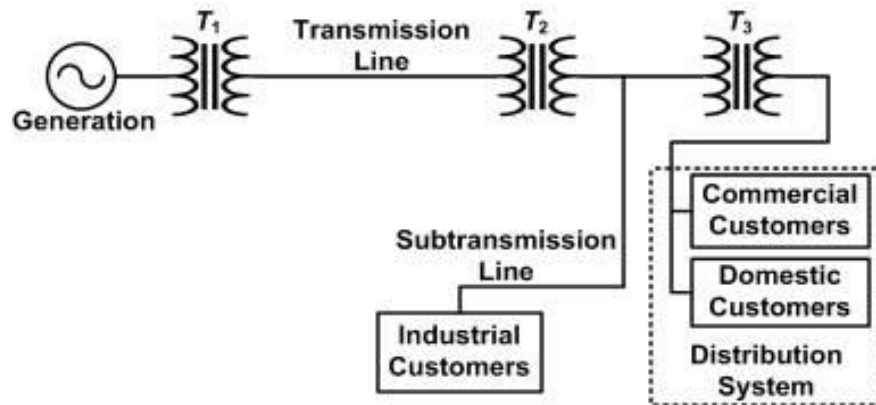 T1
Transmission
Line
T2
T3
Generation
Subtransmission
Line
Industrial
Customers
Commercial
Customers
Domestic
Customers
Distribution
System